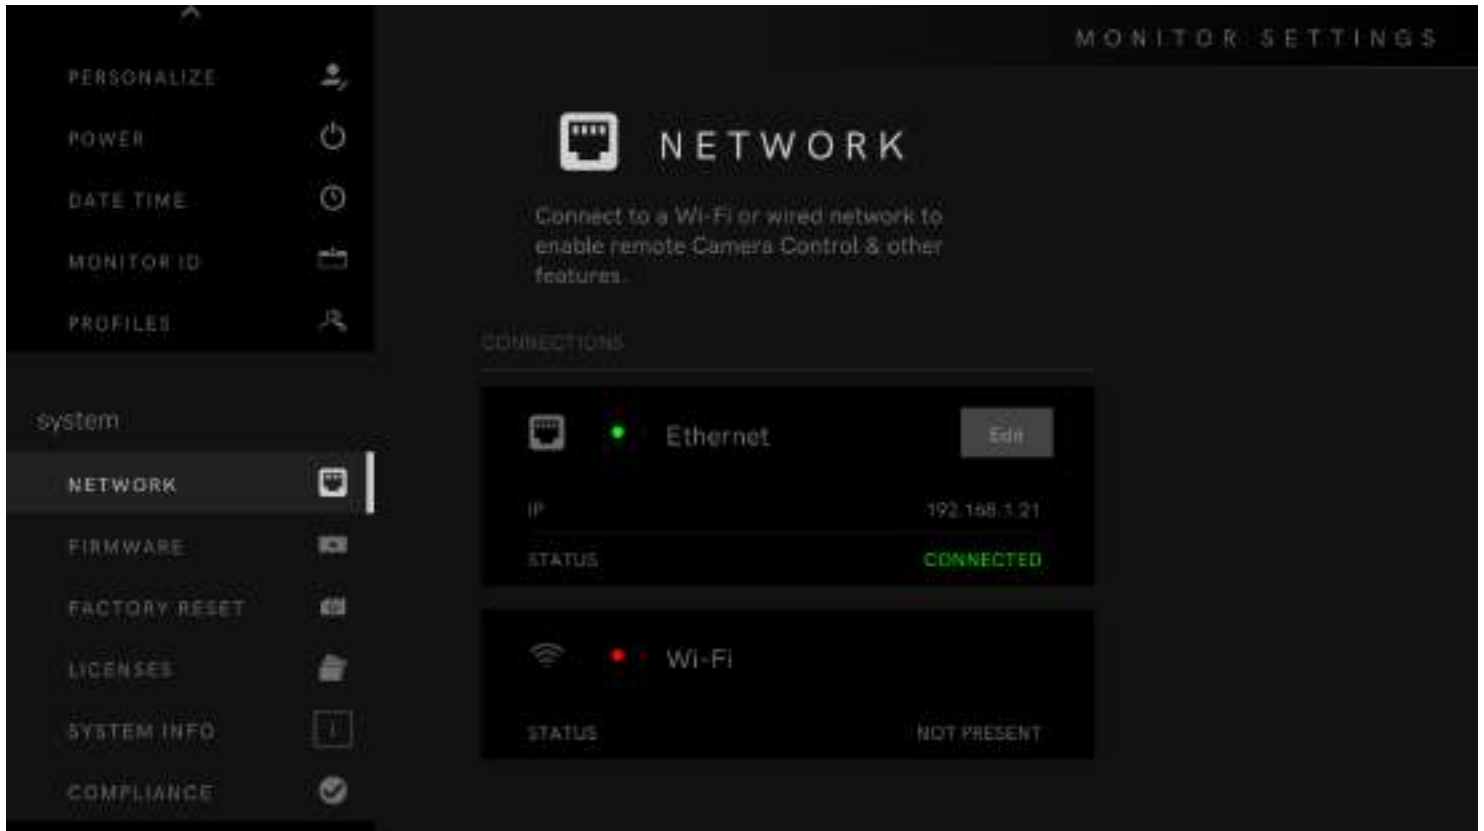 MONITOR SETTINGS
PERSONALIZE
POWER
DATE TIME
MONITOR ID
PROFILES
system
NETWORK
FIRMWARE
FACTORY RESET
LICENSES
SYSTEM INFO
COMPLIANCE
NETWORK
Connect to a Wi-Fi or wired network to
enable remote Camera Control & other
features.
CONNECTIONS
Ethernet
Edit
IP
192.168.1.21
STATUS
CONNECTED
Wi-Fi
STATUS
NOT PRESENT